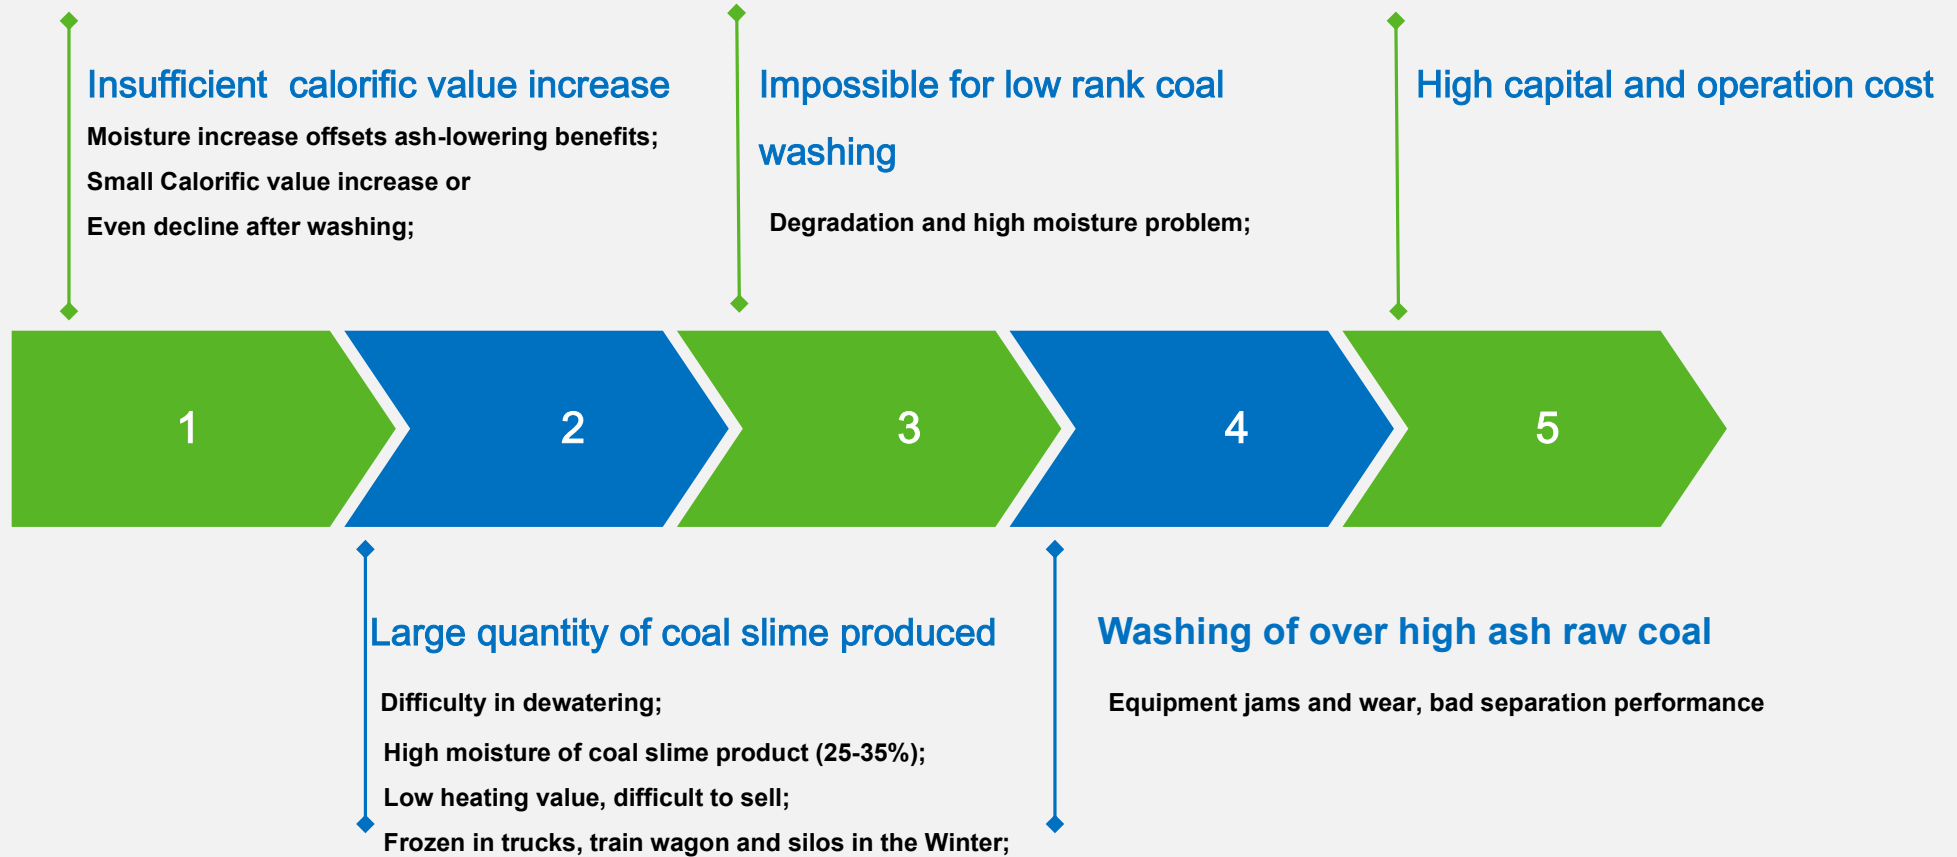 Insufficient  calorific value increase
Moisture increase offsets ash-lowering benefits;
Small Calorific value increase or
Even decline after washing;
Impossible for low rank coal
washing
Degradation and high moisture problem;
High capital and operation cost
1
2
3
4
5
Large quantity of coal slime produced
Difficulty in dewatering;
High moisture of coal slime product (25-35%);
Low heating value, difficult to sell;
Frozen in trucks, train wagon and silos in the Winter;
Washing of over high ash raw coal
Equipment jams and wear, bad separation performance